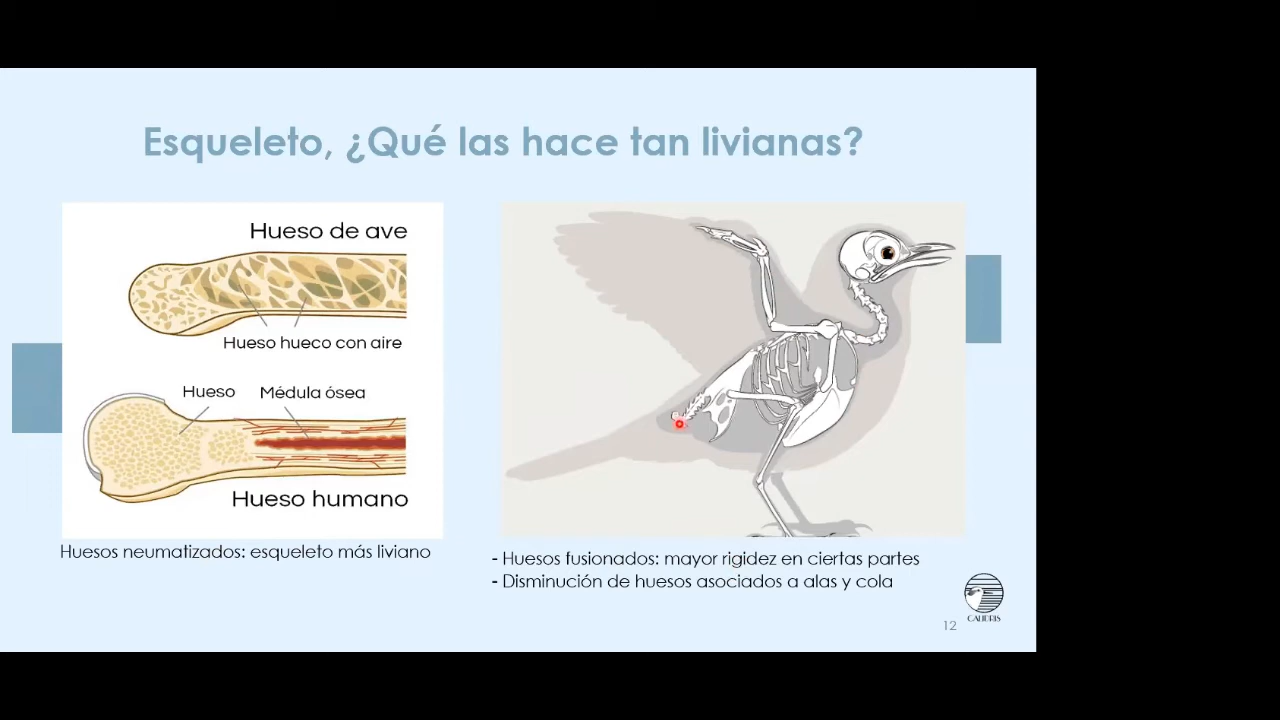 Esqueleto, ¿Qué las hace tan livianas?
Hueso de ave
Hueso hueco con aire
Hueso
Médula ósea
Hueso humano
Huesos neumatizados: esqueleto más liviano
- Huesos fusionados: mayor rigidez en ciertas partes
- Disminución de huesos asociados a alas y cola
CALIDRIS
12